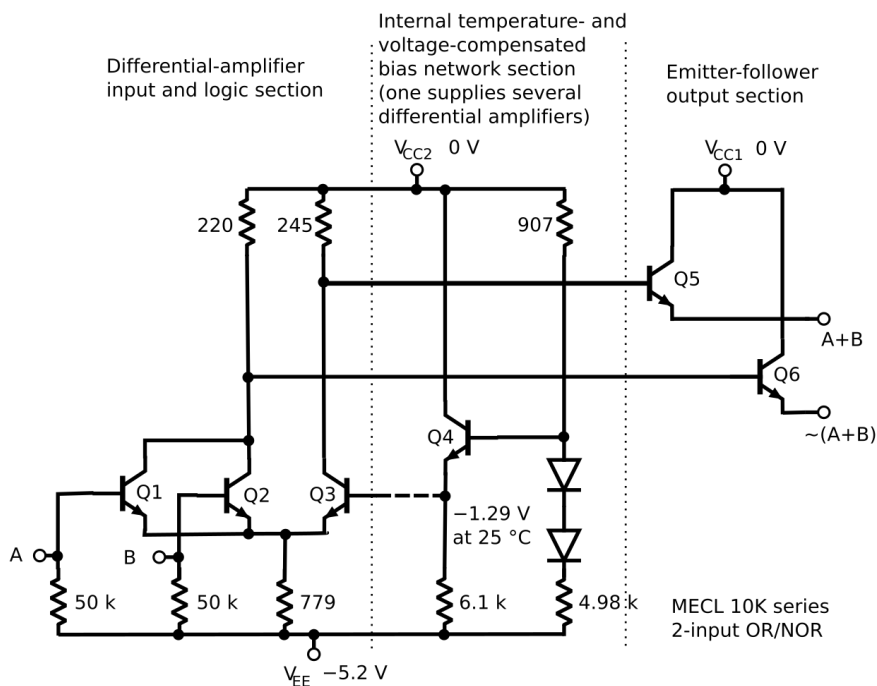 Internal temperature- and
voltage-compensated
bias network section
(one supplies several
differential amplifiers)
Differential-amplifier
input and logic section
Emitter-follower
output section
VCC2 0 V
VCC1 0 V
220
245
907
Q5
A+B
Q6
~(A+B)
Q4
Q1
Q2
Q3
−1.29 V
at 25 °C
A
B
50 k
50 k
779
6.1 k
4.98 k
MECL 10K series
2-input OR/NOR
VEE −5.2 V